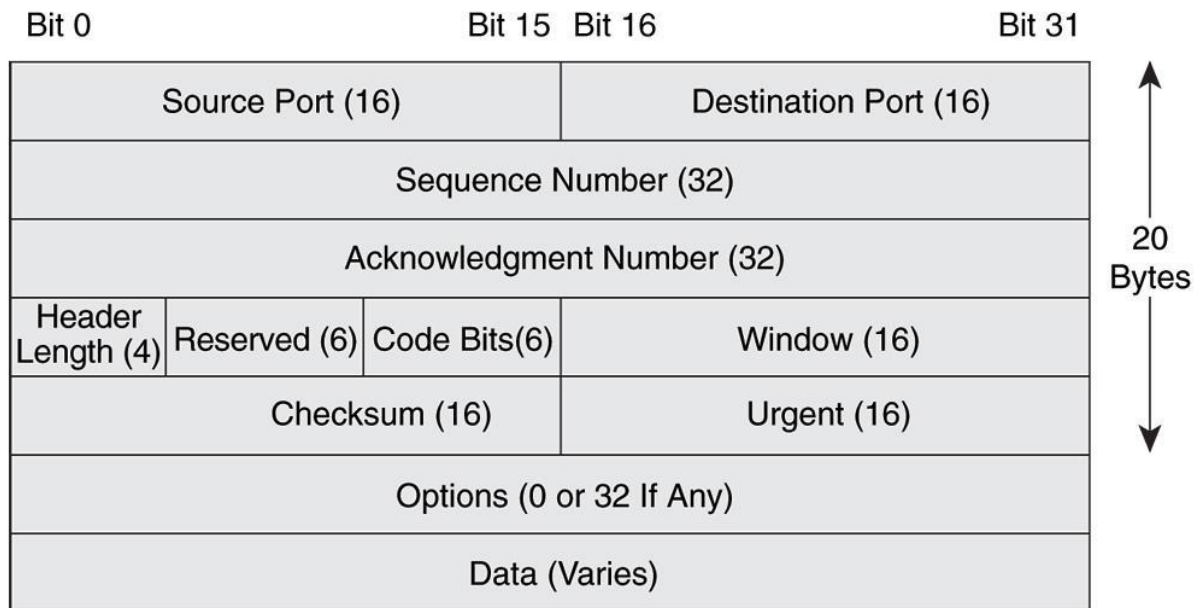 Bit 0 Bit 15 Bit 16 Bit 31
Source Port (16) Destination Port (16)
Sequence Number (32)
Acknowledgment Number (32)
20
Bytes
Header
Length (4) Reserved (6) Code Bits(6) Window (16)
Checksum (16) Urgent (16)
Options (0 or 32 If Any)
Data (Varies)